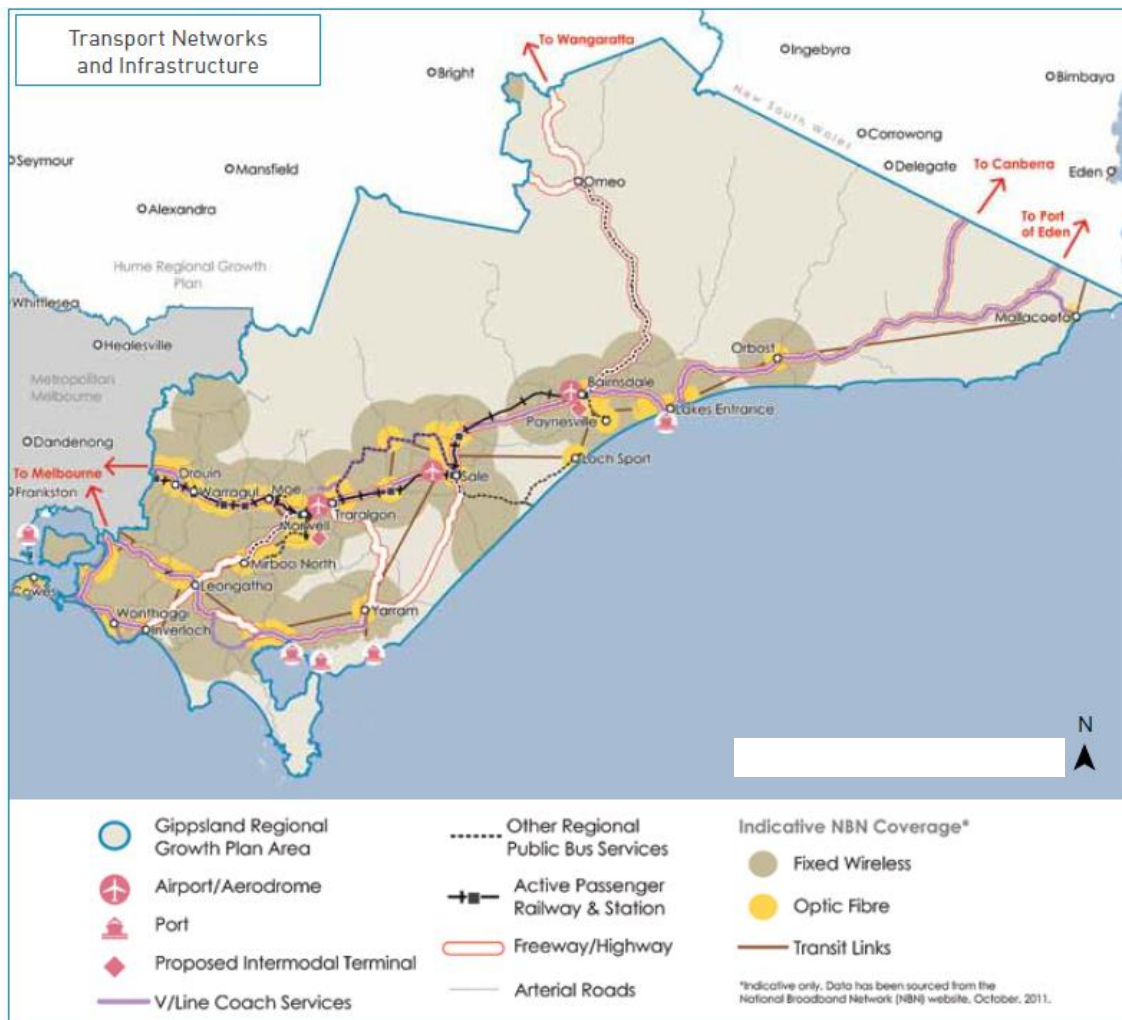 Transport Networks
and Infrastructure
To Wangaratta
Ingebyra
Bright
Bimbaya
New South Wales
Corrowong
Seymour
Mansfield
Delegate
To Canberra
Eden
Omeo
Alexandra
To Port
of Eden
Hume Regional Growth
Plan
Whittlesea
Mallacoota
Healesville
Orbost
Metropolitan
Melbourne
Bairnsdale
Lakes Entrance
Paynesville
Dandenong
Loch Sport
To Melbourne
Drouin
Sale
Frankston
Warragul
Moe
Traralgon
Morwell
Mirboo North
Leongatha
Cowes
Yarram
Wonthaggi
Inverloch
N
Gippsland Regional
Growth Plan Area
Airport/Aerodrome
Port
Proposed Intermodal Terminal
V/Line Coach Services
Other Regional
Public Bus Services
Active Passenger
Railway & Station
Freeway/Highway
Arterial Roads
Indicative NBN Coverage*
Fixed Wireless
Optic Fibre
Transit Links
*Indicative only. Data has been sourced from the
National Broadband Network (NBN) website, October, 2011.